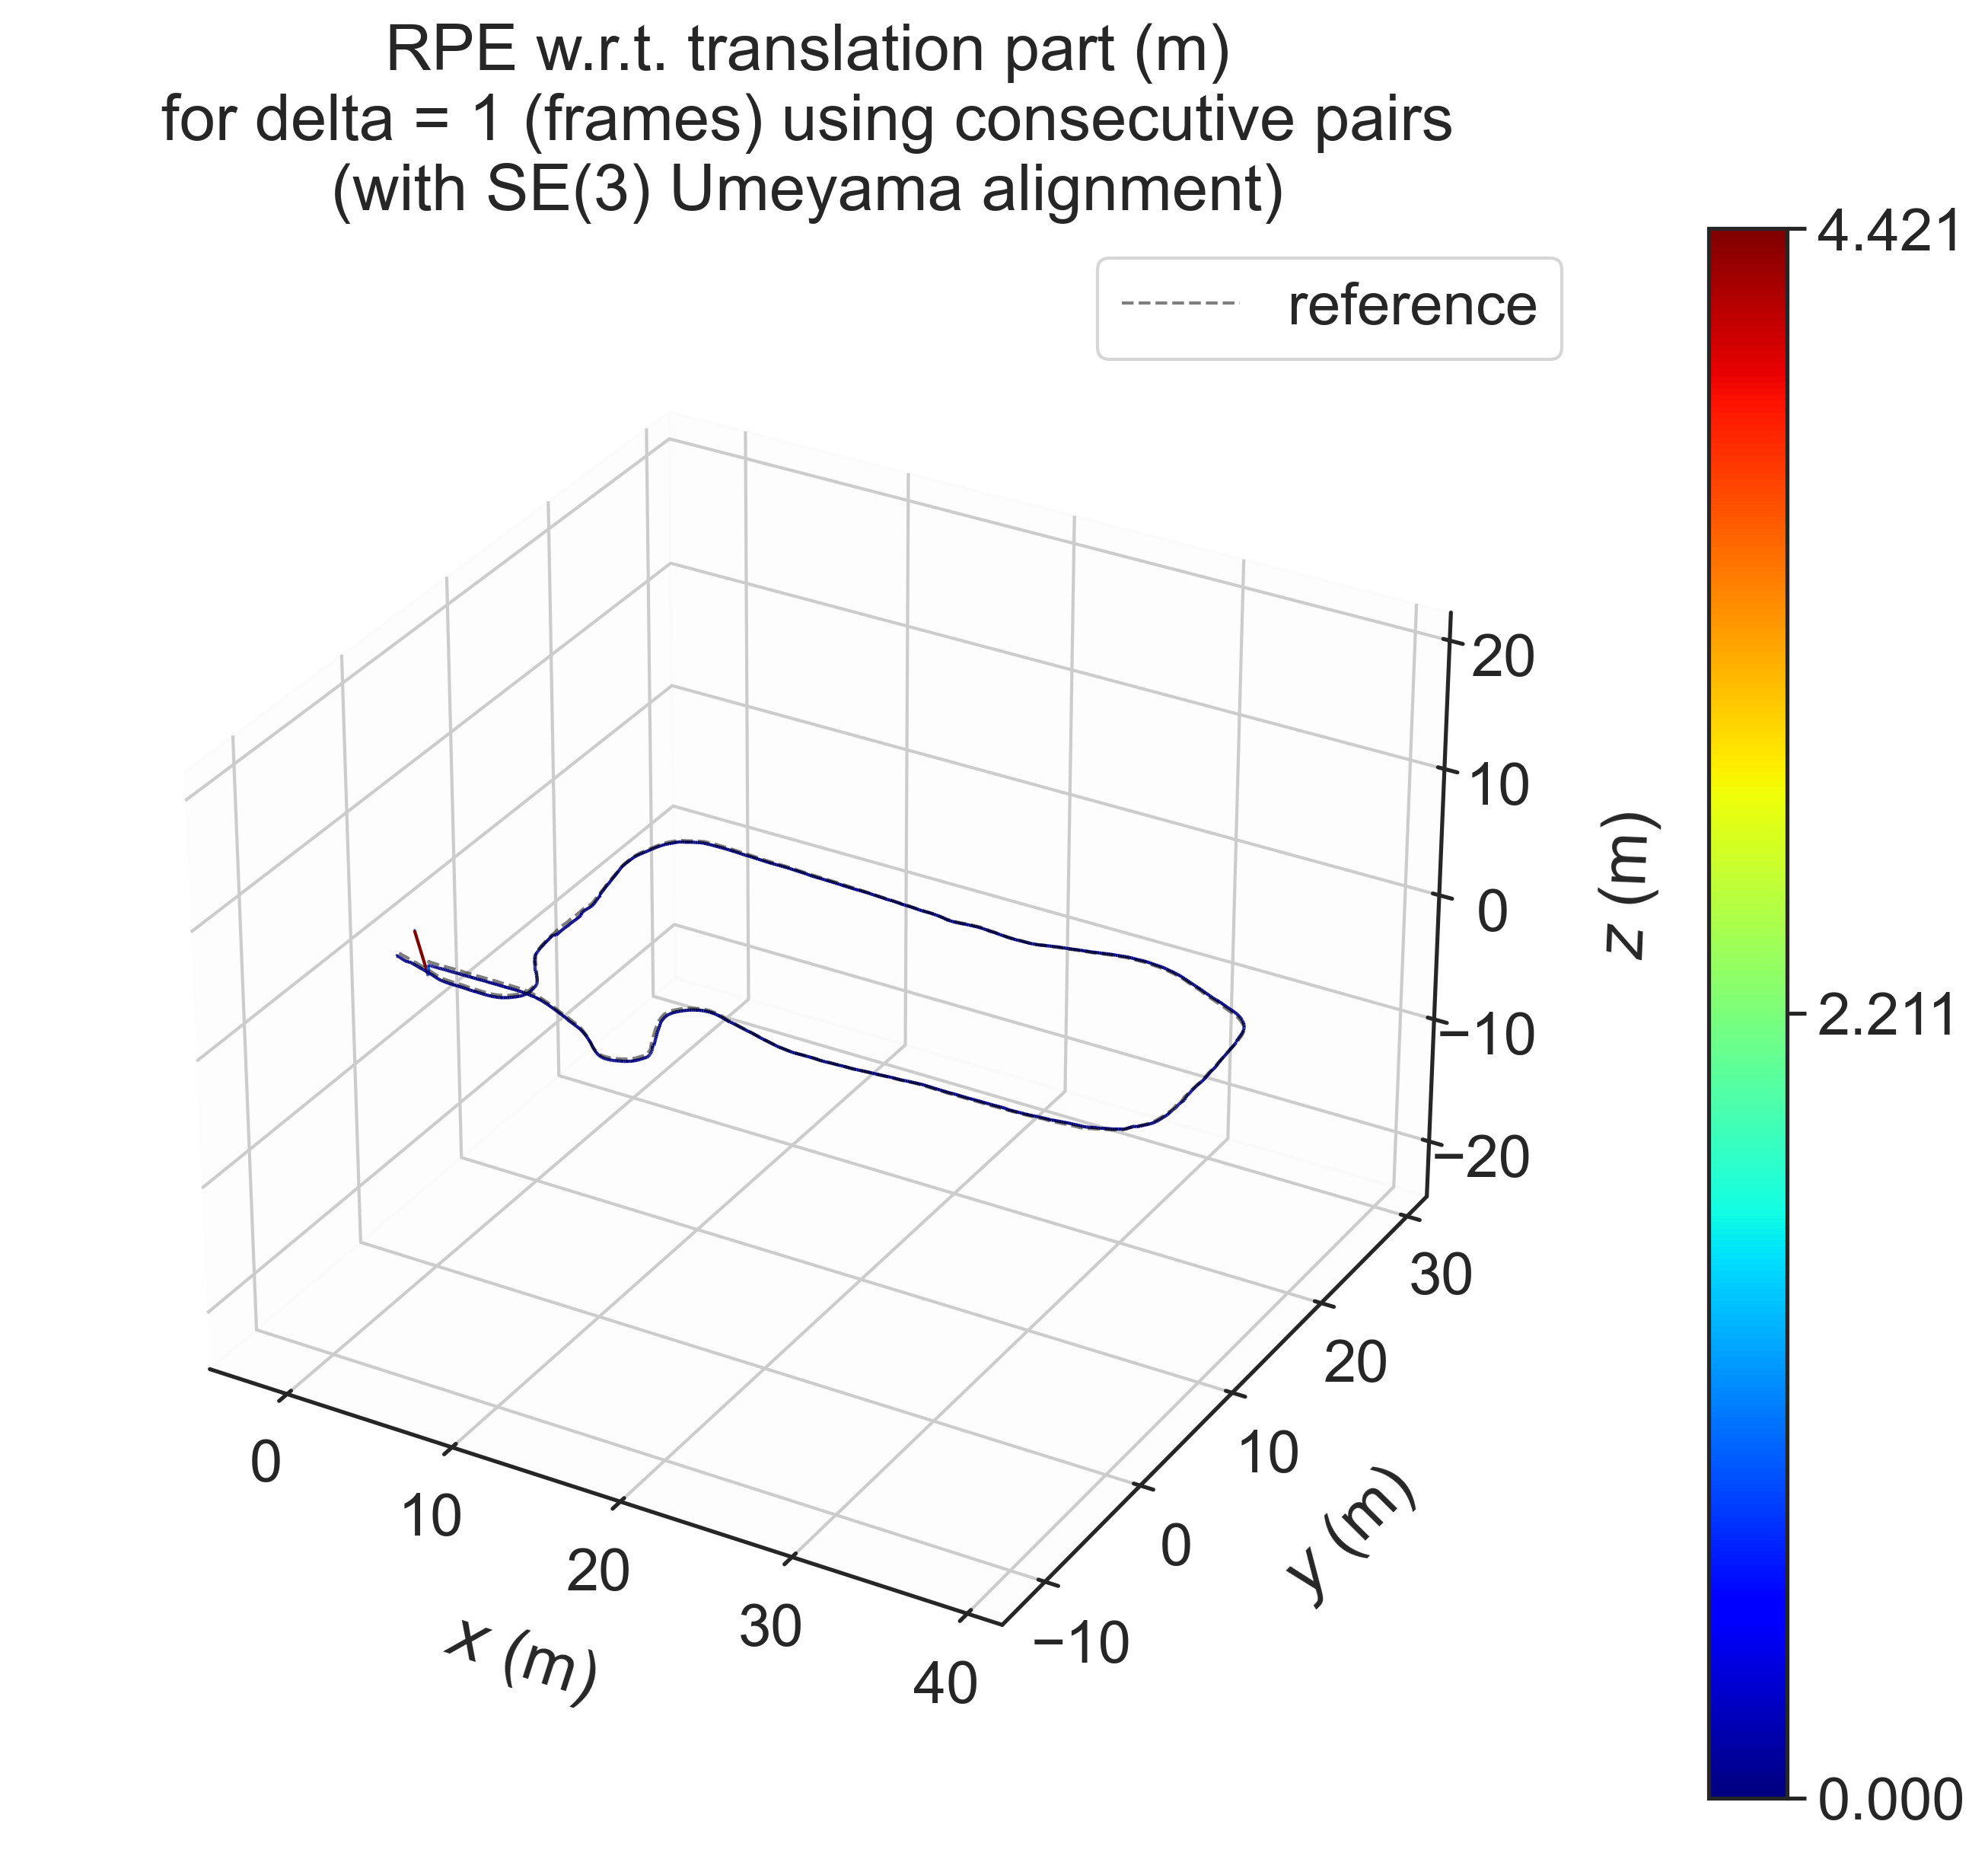 RPE w.r.t. translation part (m)
for delta = 1 (frames) using consecutive pairs
(with SE(3) Umeyama alignment)
reference
4.421
2.211
0.000
20
10
0
−10
−20
z (m)
30
20
10
0
−10
y (m)
0
10
20
30
40
x (m)